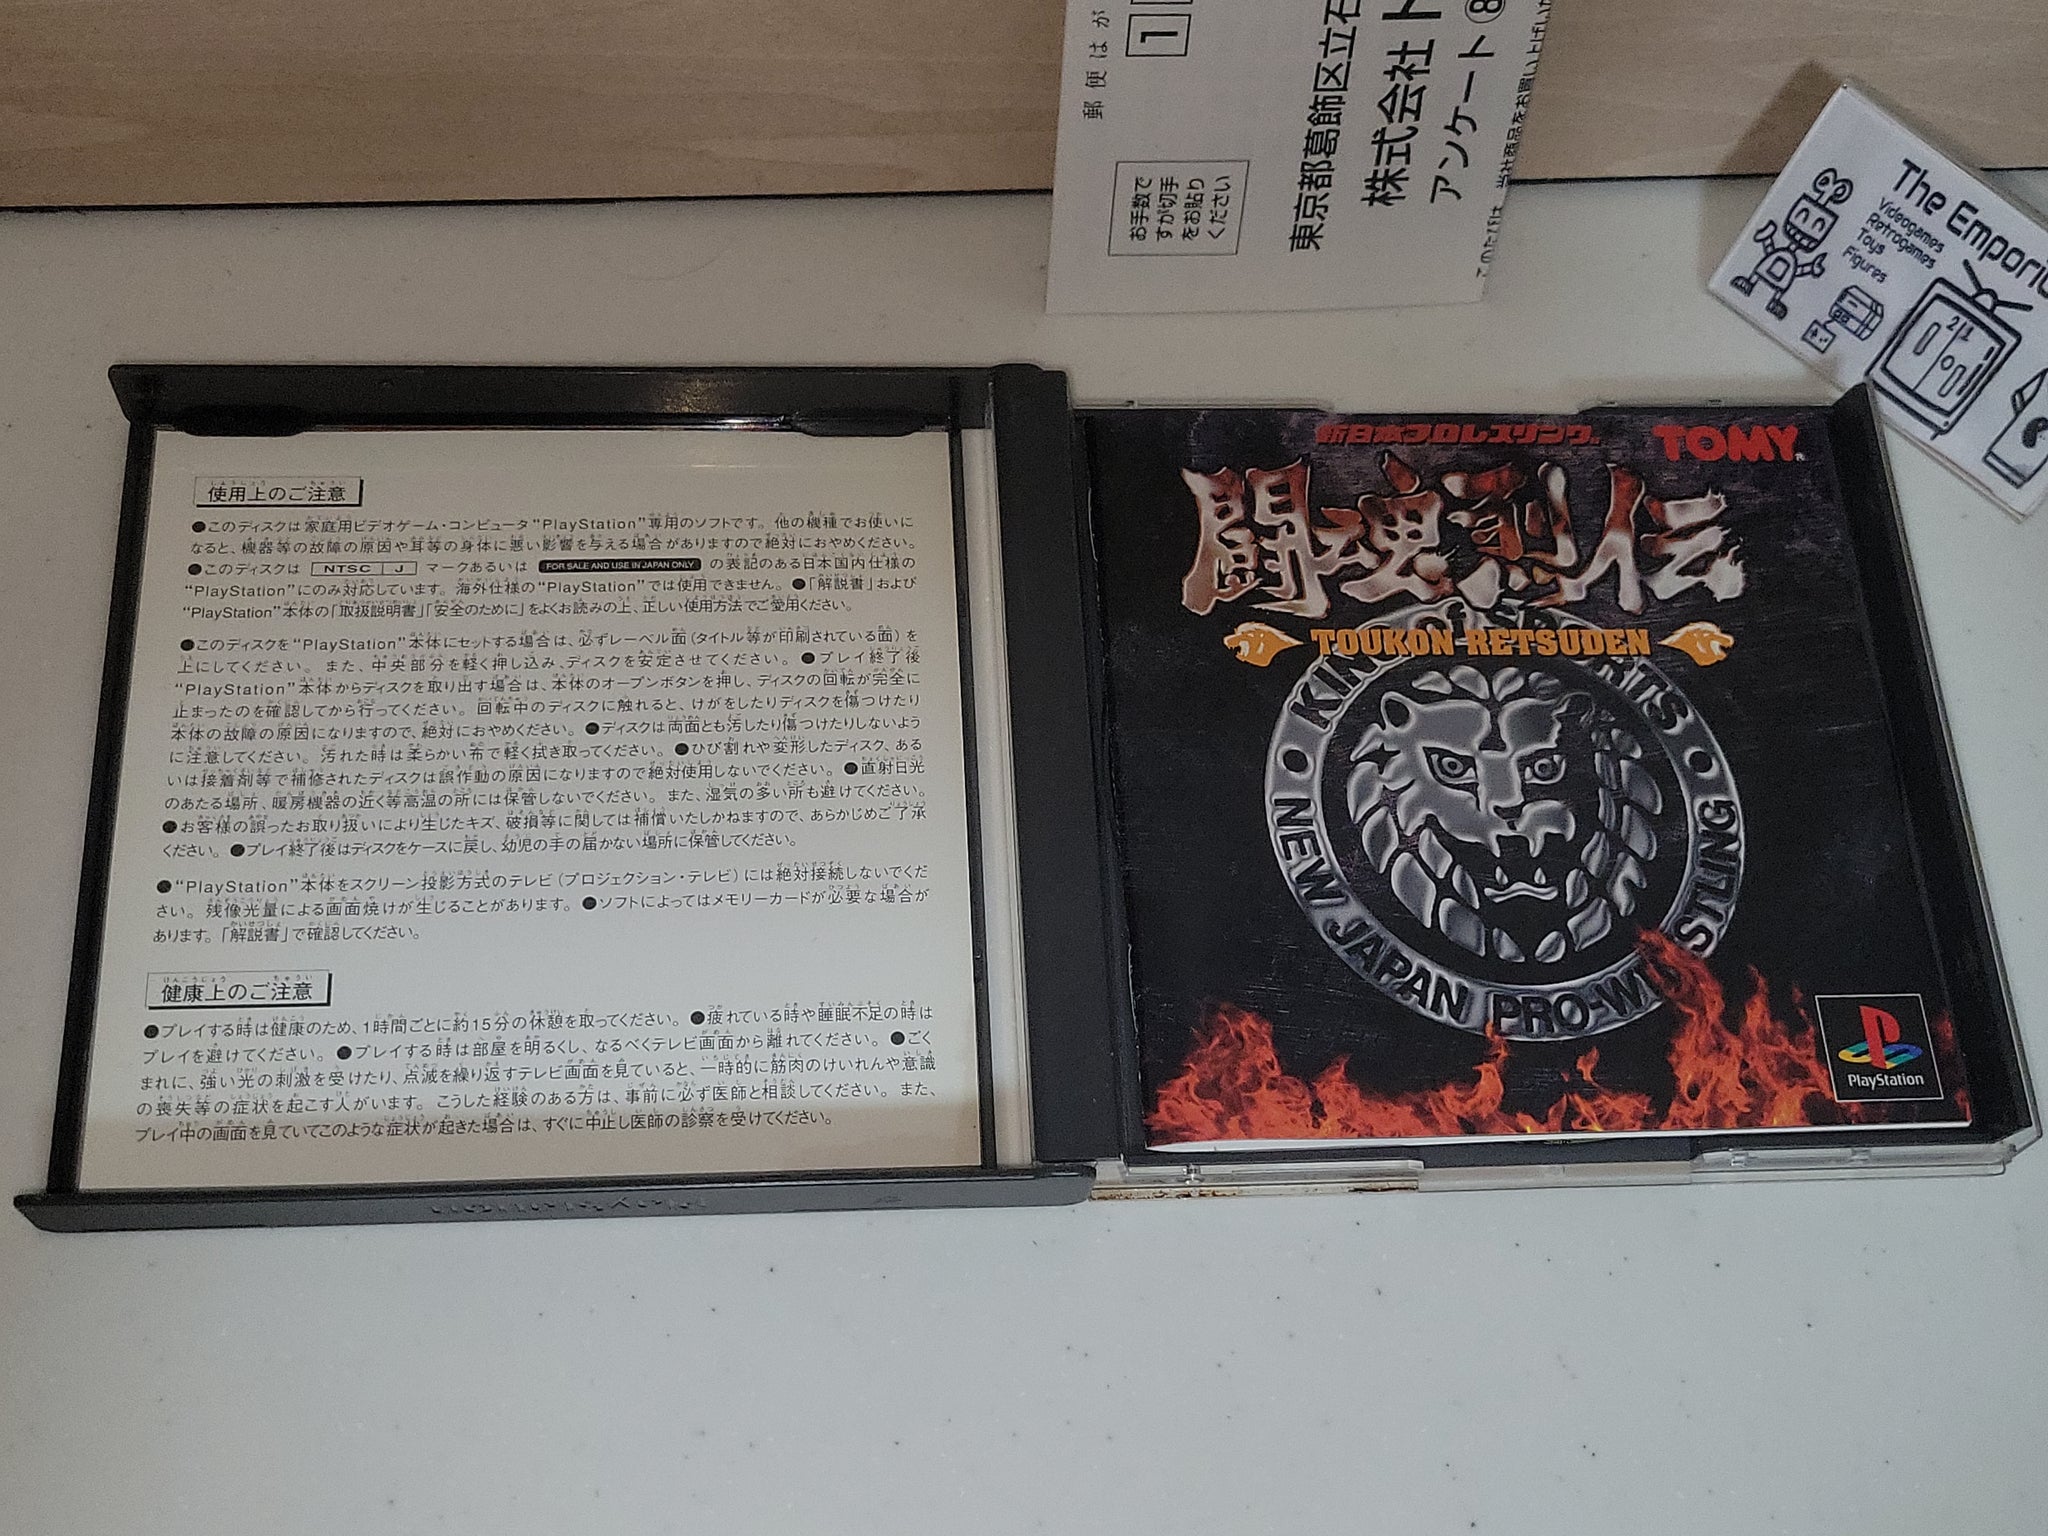 郵便はが
1
お手数で
すが切手
をお貼り
ください
東京都葛飾区立石
株式会社ト
アンケート⑧
このたびは、当社商品をお買い上げいた
The Emporiu
Videogames
Retrogames
Toys
Figures
使用上のご注意
●このディスクは家庭用ビデオゲーム・コンピュータ“PlayStation”専用のソフトです。他の機種でお使いに
なると、機器等の故障の原因や耳等の身体に悪い影響を与える場合がありますので絶対におやめください。
●このディスクは NTSC J マークあるいは FOR SALE AND USE IN JAPAN ONLY の表記のある日本国内仕様の
“PlayStation”にのみ対応しています。海外仕様の“PlayStation”では使用できません。●「解説書」および
“PlayStation”本体の「取扱説明書」「安全のために」をよくお読みの上、正しい使用方法でご愛用ください。
●このディスクを“PlayStation”本体にセットする場合は、必ずレーベル面(タイトル等が印刷されている面)を
上にしてください。また、中央部分を軽く押し込み、ディスクを安定させてください。●プレイ終了後
“PlayStation”本体からディスクを取り出す場合は、本体のオープンボタンを押し、ディスクの回転が完全に
止まったのを確認してから行ってください。回転中のディスクに触れると、けがをしたりディスクを傷つけたり
本体の故障の原因になりますので、絶対におやめください。●ディスクは両面とも汚したり傷つけたりしないよう
に注意してください。汚れた時は柔らかい布で軽く拭き取ってください。●ひび割れや変形したディスク、ある
いは接着剤等で補修されたディスクは誤作動の原因になりますので絶対使用しないでください。●直射日光
のあたる場所、暖房機器の近く等高温の所には保管しないでください。また、湿気の多い所も避けてください。
●お客様の誤ったお取り扱いにより生じたキズ、破損等に関しては補償いたしかねますので、あらかじめご了承
ください。●プレイ終了後はディスクをケースに戻し、幼児の手の届かない場所に保管してください。
●“PlayStation”本体をスクリーン投影方式のテレビ(プロジェクション・テレビ)には絶対接続しないでくだ
さい。残像光量による画面焼けが生じることがあります。●ソフトによってはメモリーカードが必要な場合が
あります。「解説書」で確認してください。
健康上のご注意
●プレイする時は健康のため、1時間ごとに約15分の休憩を取ってください。●疲れている時や睡眠不足の時は
プレイを避けてください。●プレイする時は部屋を明るくし、なるべくテレビ画面から離れてください。●ごく
まれに、強い光の刺激を受けたり、点滅を繰り返すテレビ画面を見ていると、一時的に筋肉のけいれんや意識
の喪失等の症状を起こす人がいます。こうした経験のある方は、事前に必ず医師と相談してください。また、
プレイ中の画面を見ていてこのような症状が起きた場合は、すぐに中止し医師の診察を受けてください。
新日本プロレスリング
TOMY
闘魂烈伝
TOUKON RETSUDEN
KING OF SPORTS
NEW JAPAN PRO-WRESTLING
PlayStation